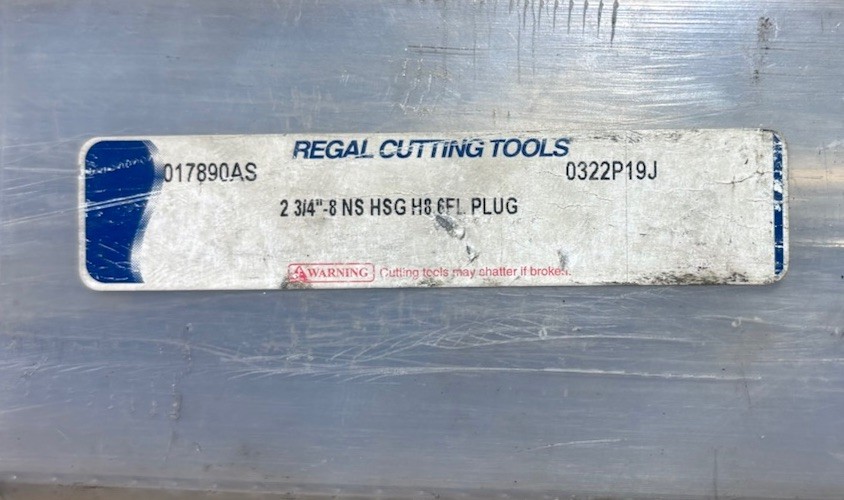 REGAL CUTTING TOOLS
017890AS 0322P19J
2 3/4"-8 NS HSG H8 6FL PLUG
WARNING Cutting tools may shatter if broken.